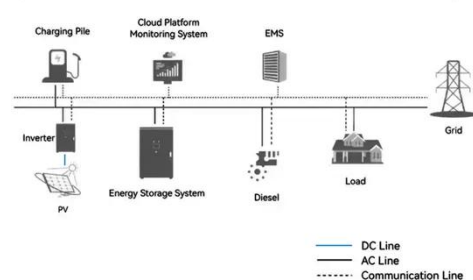 Charging Pile
Cloud Platform
Monitoring System
EMS
Grid
Inverter
PV
Energy Storage System
Diesel
Load
DC Line
AC Line
Communication Line